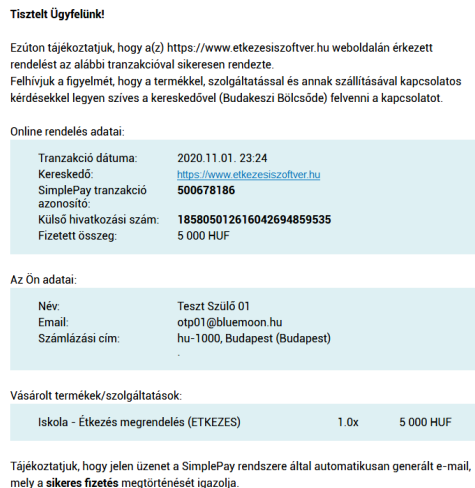 Tisztelt Ügyfelünk!
Ezúton tájékoztatjuk, hogy a(z) https://www.etkezesiszoftver.hu weboldalán érkezett
rendelést az alábbi tranzakcióval sikeresen rendezte.
Felhívjuk a figyelmét, hogy a termékkel, szolgáltatással és annak szállításával kapcsolatos
kérdésekkel legyen szíves a kereskedővel (Budakeszi Bölcsőde) felvenni a kapcsolatot.
Online rendelés adatai:
Tranzakció dátuma: 2020.11.01. 23:24
Kereskedő: https://www.etkezesiszoftver.hu
SimplePay tranzakció 500678186
azonosító:
Külső hivatkozási szám: 185805012616042694859535
Fizetett összeg: 5 000 HUF
Az Ön adatai:
Név: Teszt Szülő 01
Email: otp01@bluemoon.hu
Számlázási cím: hu-1000, Budapest (Budapest)
.
Vásárolt termékek/szolgáltatások:
Iskola - Étkezés megrendelés (ETKEZES) 1.0x 5 000 HUF
Tájékoztatjuk, hogy jelen üzenet a SimplePay rendszere által automatikusan generált e-mail,
mely a sikeres fizetés megtörténését igazolja.